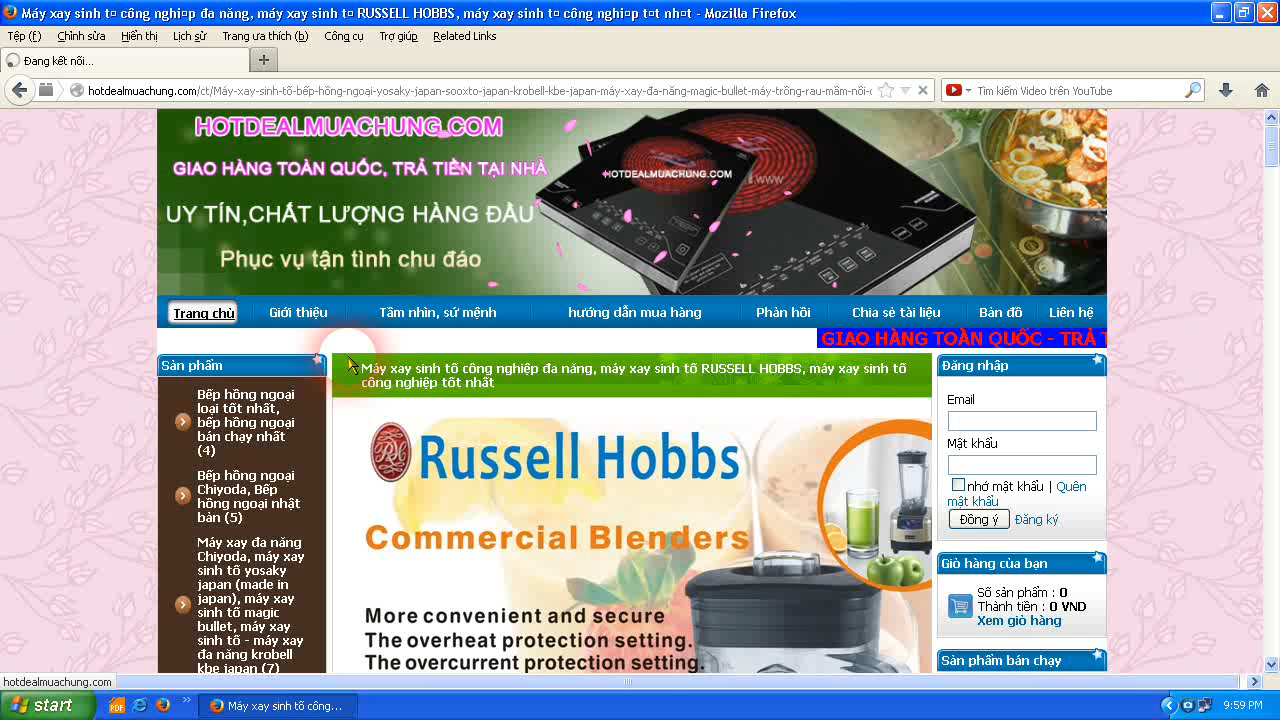 Máy xay sinh tố công nghiệp đa năng, máy xay sinh tố RUSSELL HOBBS, máy xay sinh tố công nghiệp tốt nhất - Mozilla Firefox
Tệp (F) Chỉnh sửa Hiển thị Lịch sử Trang ưa thích (b) Công cụ Trợ giúp Related Links
Đang kết nối...
hotdealmuachung.com/ct/Máy-xay-sinh-tố-bếp-hồng-ngoại-yosaky-japan-soxto-japan-krobell-kbe-japan-máy-xay-đa-năng-magic-bullet-máy-trồng-rau-mầm-nồi-c
Tìm kiếm Video trên YouTube
HOTDEALMUACHUNG.COM
GIAO HÀNG TOÀN QUỐC, TRẢ TIỀN TẠI NHÀ
UY TÍN,CHẤT LƯỢNG HÀNG ĐẦU
Phục vụ tận tình chu đáo
HOTDEALMUACHUNG.COM
www
Trang chủ Giới thiệu Tầm nhìn, sứ mệnh hướng dẫn mua hàng Phản hồi Chia sẻ tài liệu Bản đồ Liên hệ
GIAO HÀNG TOÀN QUỐC - TRẢ T
Sản phẩm
Bếp hồng ngoại
loại tốt nhất,
bếp hồng ngoại
bán chạy nhất
(4)
Bếp hồng ngoại
Chiyoda, Bếp
hồng ngoại nhật
bản (5)
Máy xay đa năng
Chiyoda, máy xay
sinh tố yosaky
japan (made in
japan), máy xay
sinh tố magic
bullet, máy xay
sinh tố - máy xay
đa năng krobell
kbe japan (7)
Máy xay sinh tố công nghiệp đa năng, máy xay sinh tố RUSSELL HOBBS, máy xay sinh tố
công nghiệp tốt nhất
Russell Hobbs
Commercial Blenders
More convenient and secure
The overheat protection setting.
The overcurrent protection setting.
Đăng nhập
Email
Mật khẩu
nhớ mật khẩu | Quên
mật khẩu
Đồng ý Đăng ký
Giỏ hàng của bạn
Số sản phẩm : 0
Thành tiền : 0 VND
Xem giỏ hàng
Sản phẩm bán chạy
hotdealmuachung.com
start
PDF
Máy xay sinh tố công...
9:59 PM